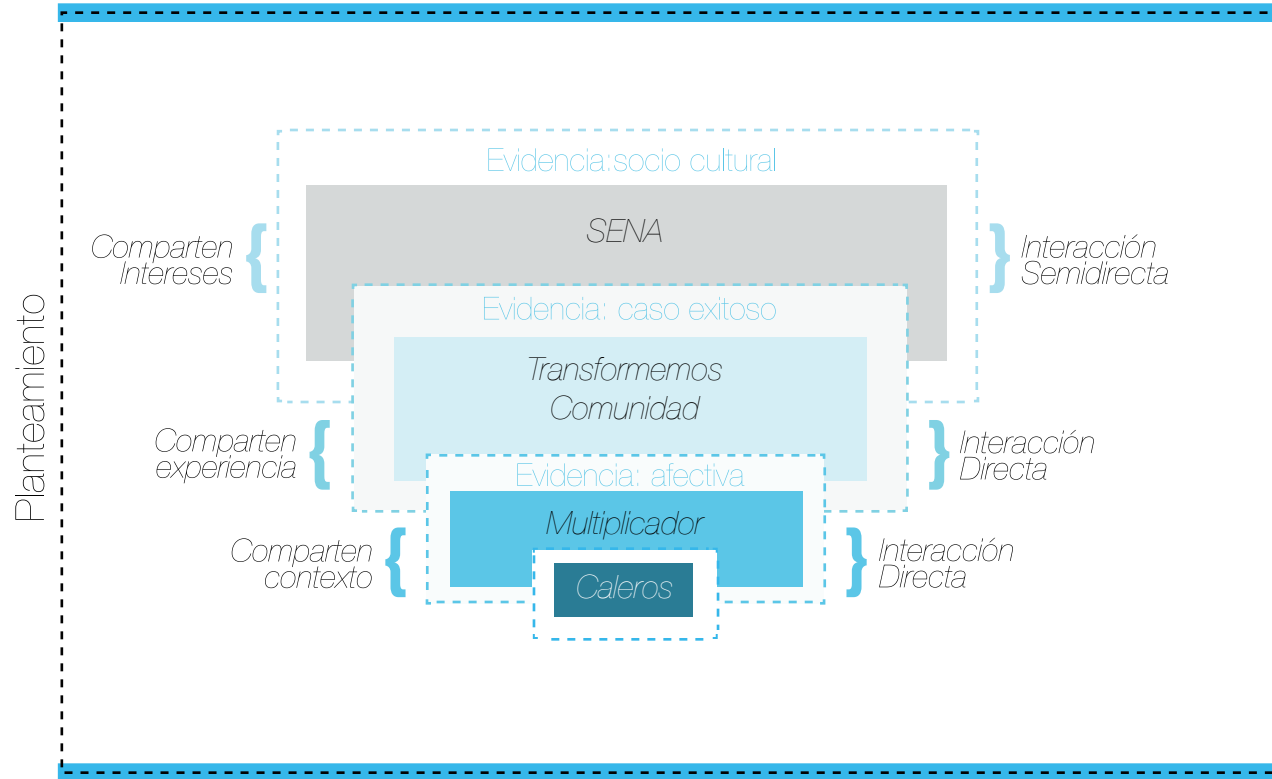 Planteamiento
Evidencia:socio cultural
SENA
Comparten
Intereses
Interacción
Semidirecta
Evidencia: caso exitoso
Transformemos
Comunidad
Comparten
experiencia
Interacción
Directa
Evidencia: afectiva
Multiplicador
Comparten
contexto
Interacción
Directa
Caleros